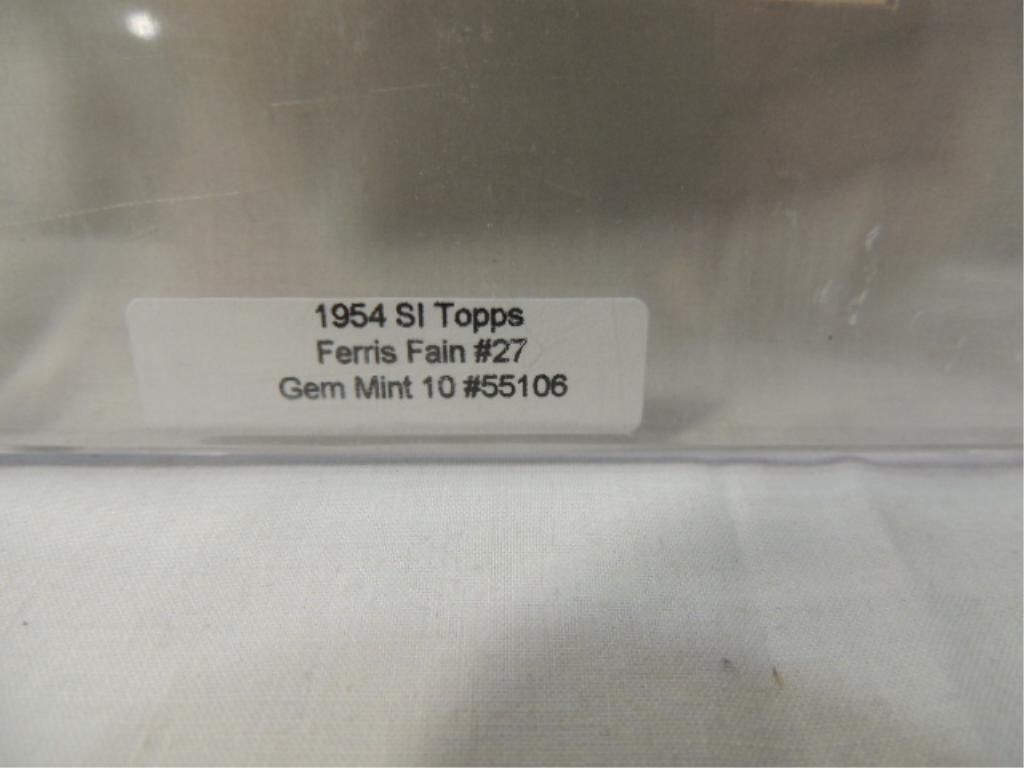 1954 SI Topps
Ferris Fain #27
Gem Mint 10 #55106